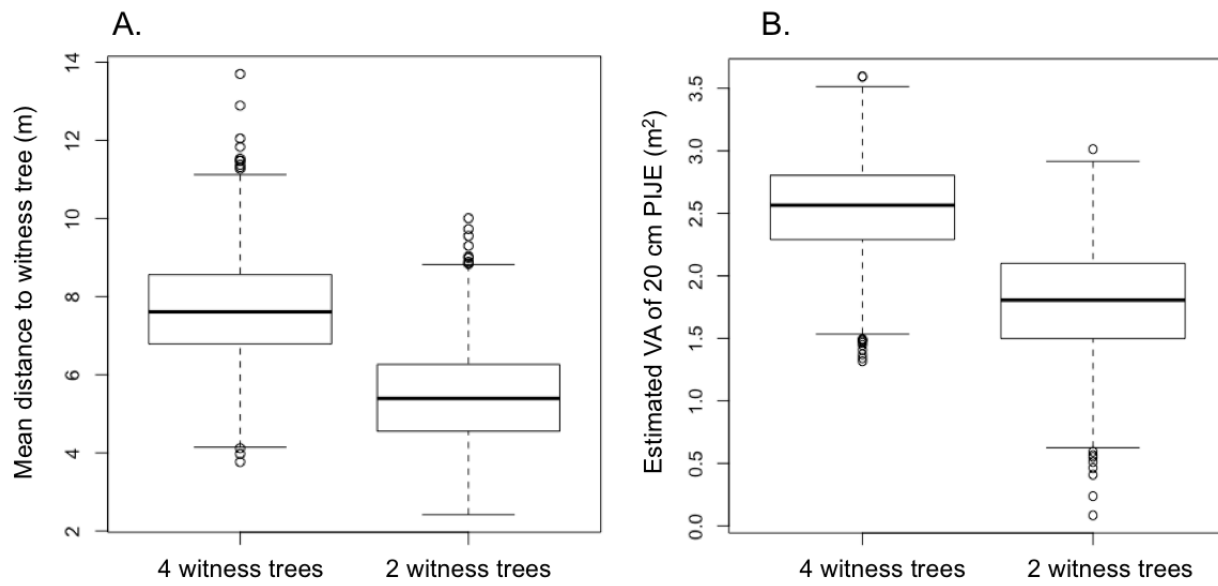 A.
Mean distance to witness tree (m)
14
12
10
8
6
4
2
4 witness trees
2 witness trees
B.
Estimated VA of 20 cm PIJE (m²)
3.5
3.0
2.5
2.0
1.5
1.0
0.5
0.0
4 witness trees
2 witness trees